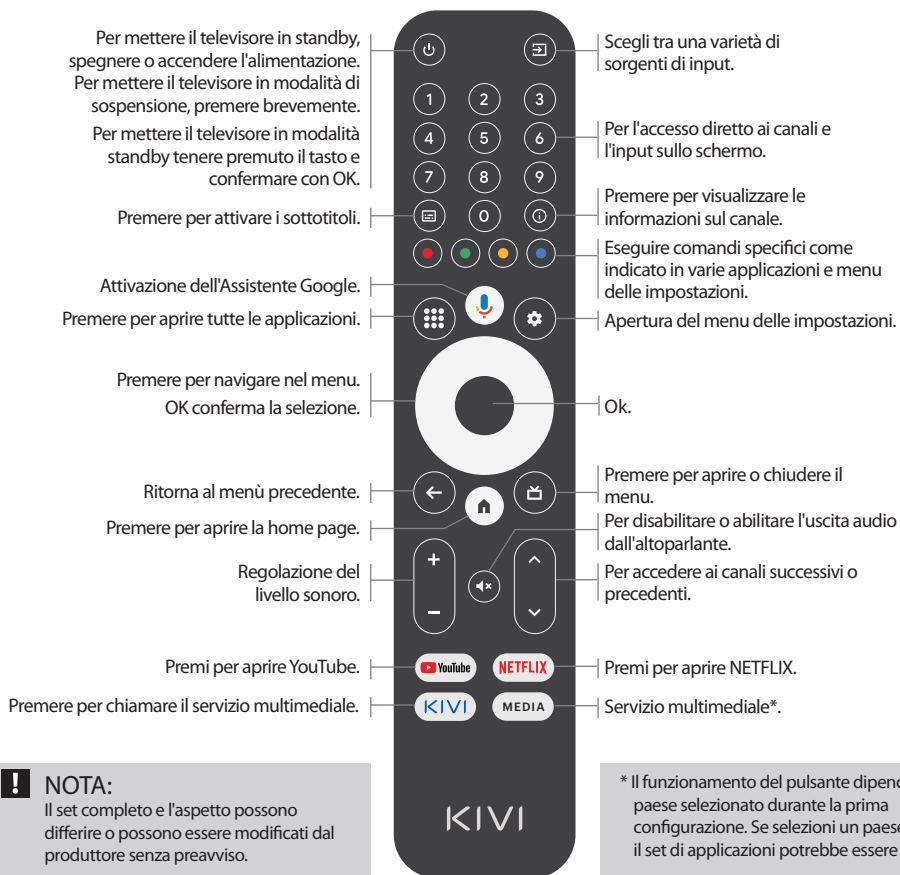 Per mettere il televisore in standby,
spegnere o accendere l'alimentazione.
Per mettere il televisore in modalità di
sospensione, premere brevemente.
Per mettere il televisore in modalità
standby tenere premuto il tasto e
confermare con OK.
Premere per attivare i sottotitoli.
Attivazione dell'Assistente Google.
Premere per aprire tutte le applicazioni.
Premere per navigare nel menu.
OK conferma la selezione.
Ritorna al menù precedente.
Premere per aprire la home page.
Regolazione del
livello sonoro.
Premi per aprire YouTube.
Premere per chiamare il servizio multimediale.
1 2 3
4 5 6
7 8 9
0
YouTube NETFLIX
KIVI MEDIA
KIVI
Scegli tra una varietà di
sorgenti di input.
Per l'accesso diretto ai canali e
l'input sullo schermo.
Premere per visualizzare le
informazioni sul canale.
Eseguire comandi specifici come
indicato in varie applicazioni e menu
delle impostazioni.
Apertura del menu delle impostazioni.
Ok.
Premere per aprire o chiudere il
menu.
Per disabilitare o abilitare l'uscita audio
dall'altoparlante.
Per accedere ai canali successivi o
precedenti.
Premi per aprire NETFLIX.
Servizio multimediale*.
! NOTA:
Il set completo e l'aspetto possono
differire o possono essere modificati dal
produttore senza preavviso.
* Il funzionamento del pulsante
paese selezionato durante la prima
configurazione. Se selezioni un paese
il set di applicazioni potrebbe essere